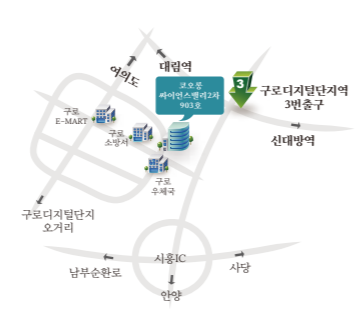 여의도
대림역
코오롱
싸이언스밸리2차
903호
3
구로디지털단지역
3번출구
신대방역
구로
E-MART
구로
소방서
구로
우체국
구로디지털단지
오거리
시흥IC
남부순환로
사당
안양